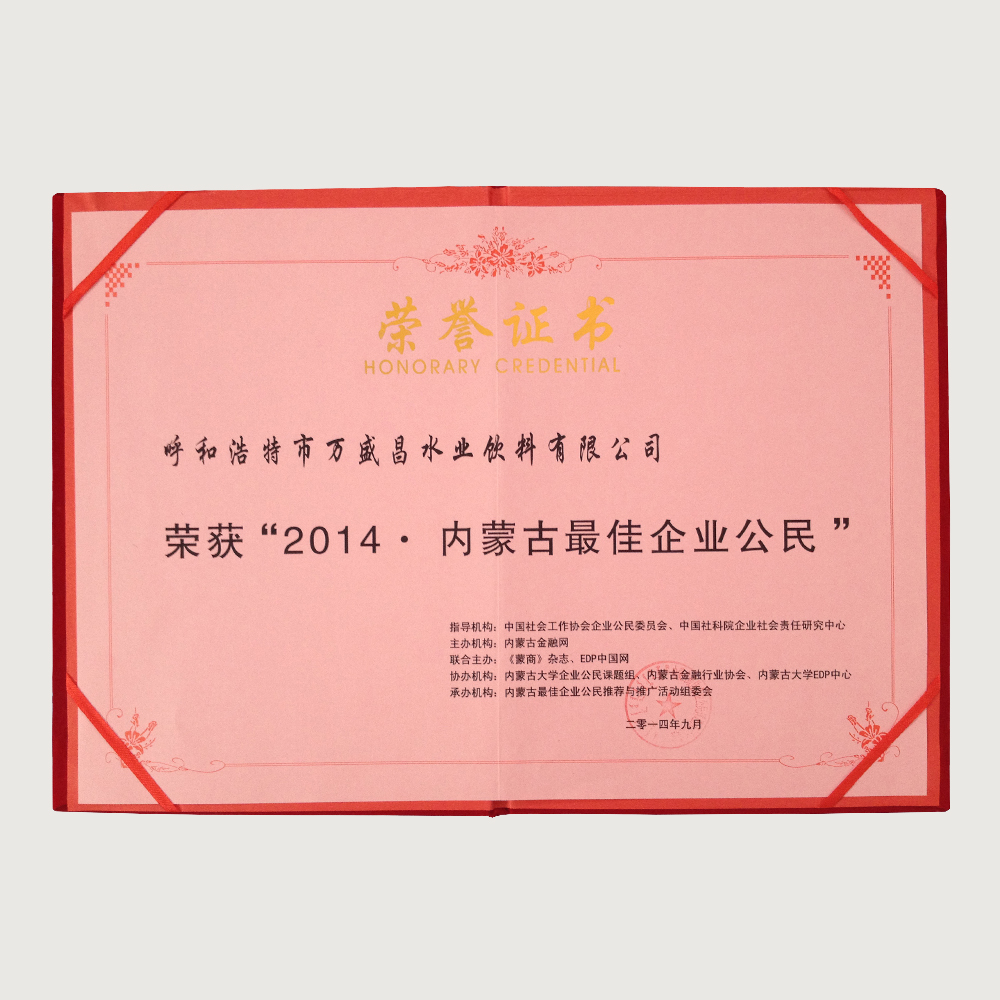 荣誉证书
HONORARY CREDENTIAL
呼和浩特市万盛昌水业饮料有限公司
荣获“2014· 内蒙古最佳企业公民”
指导机构：中国社会工作协会企业公民委员会、中国社科院企业社会责任研究中心
主办机构：内蒙古金融网
联合主办：《蒙商》杂志、EDP中国网
协办机构：内蒙古大学企业公民课题组、内蒙古金融行业协会、内蒙古大学EDP中心
承办机构：内蒙古最佳企业公民推荐与推广活动组委会
二零一四年九月